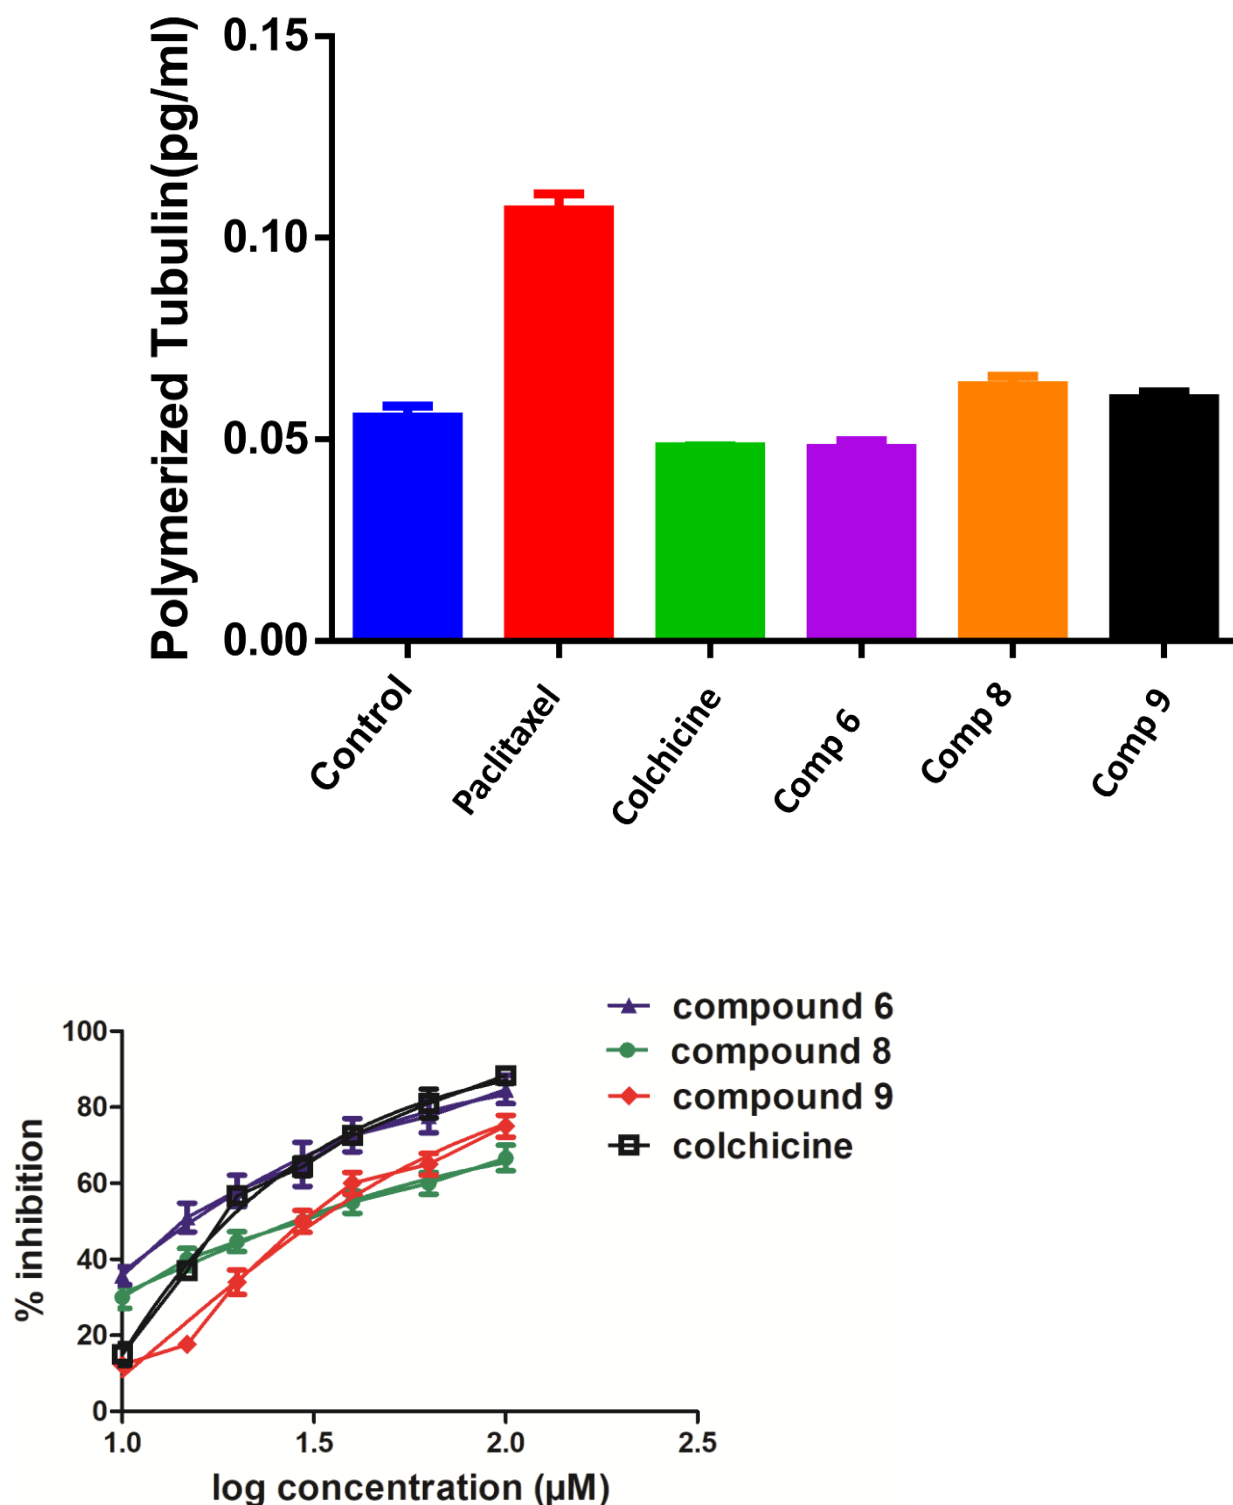 Polymerized Tubulin(pg/ml)
0.15
0.10
0.05
0.00
Control
Paclitaxel
Colchicine
Comp 6
Comp 8
Comp 9
compound 6
compound 8
compound 9
colchicine
% inhibition
100
80
60
40
20
0
1.0 1.5 2.0 2.5
log concentration (µM)